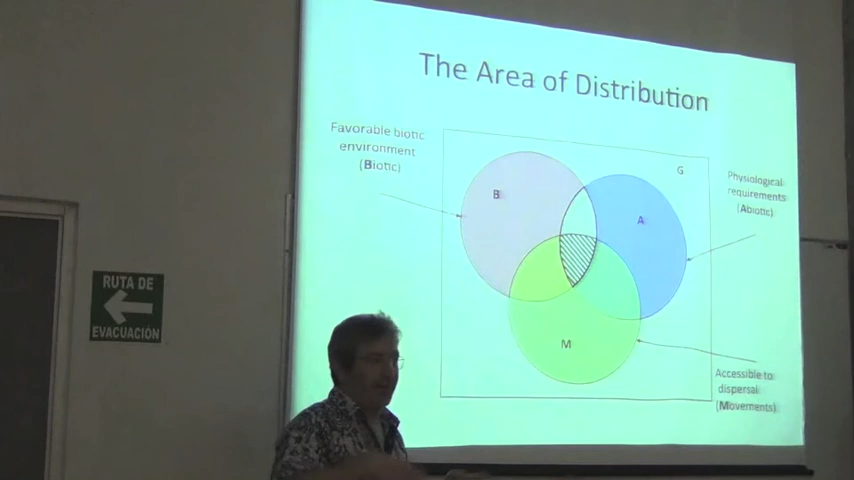 The Area of Distribution
Favorable biotic
environment
(Biotic)
G
Physiological
requirements
(Abiotic)
B
A
M
Accessible to
dispersal
(Movements)
RUTA DE
EVACUACIÓN